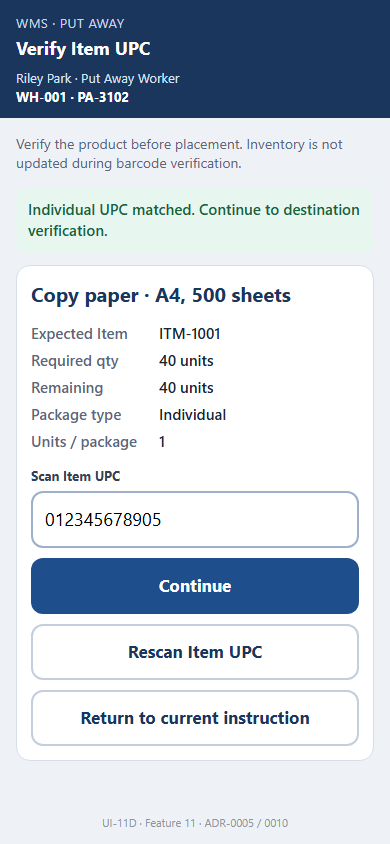 WMS · PUT AWAY
Verify Item UPC
Riley Park · Put Away Worker
WH-001 · PA-3102
Verify the product before placement. Inventory is not
updated during barcode verification.
Individual UPC matched. Continue to destination
verification.
Copy paper · A4, 500 sheets
Expected Item ITM-1001
Required qty 40 units
Remaining 40 units
Package type Individual
Units / package 1
Scan Item UPC
012345678905
Continue
Rescan Item UPC
Return to current instruction
UI-11D · Feature 11 · ADR-0005 / 0010